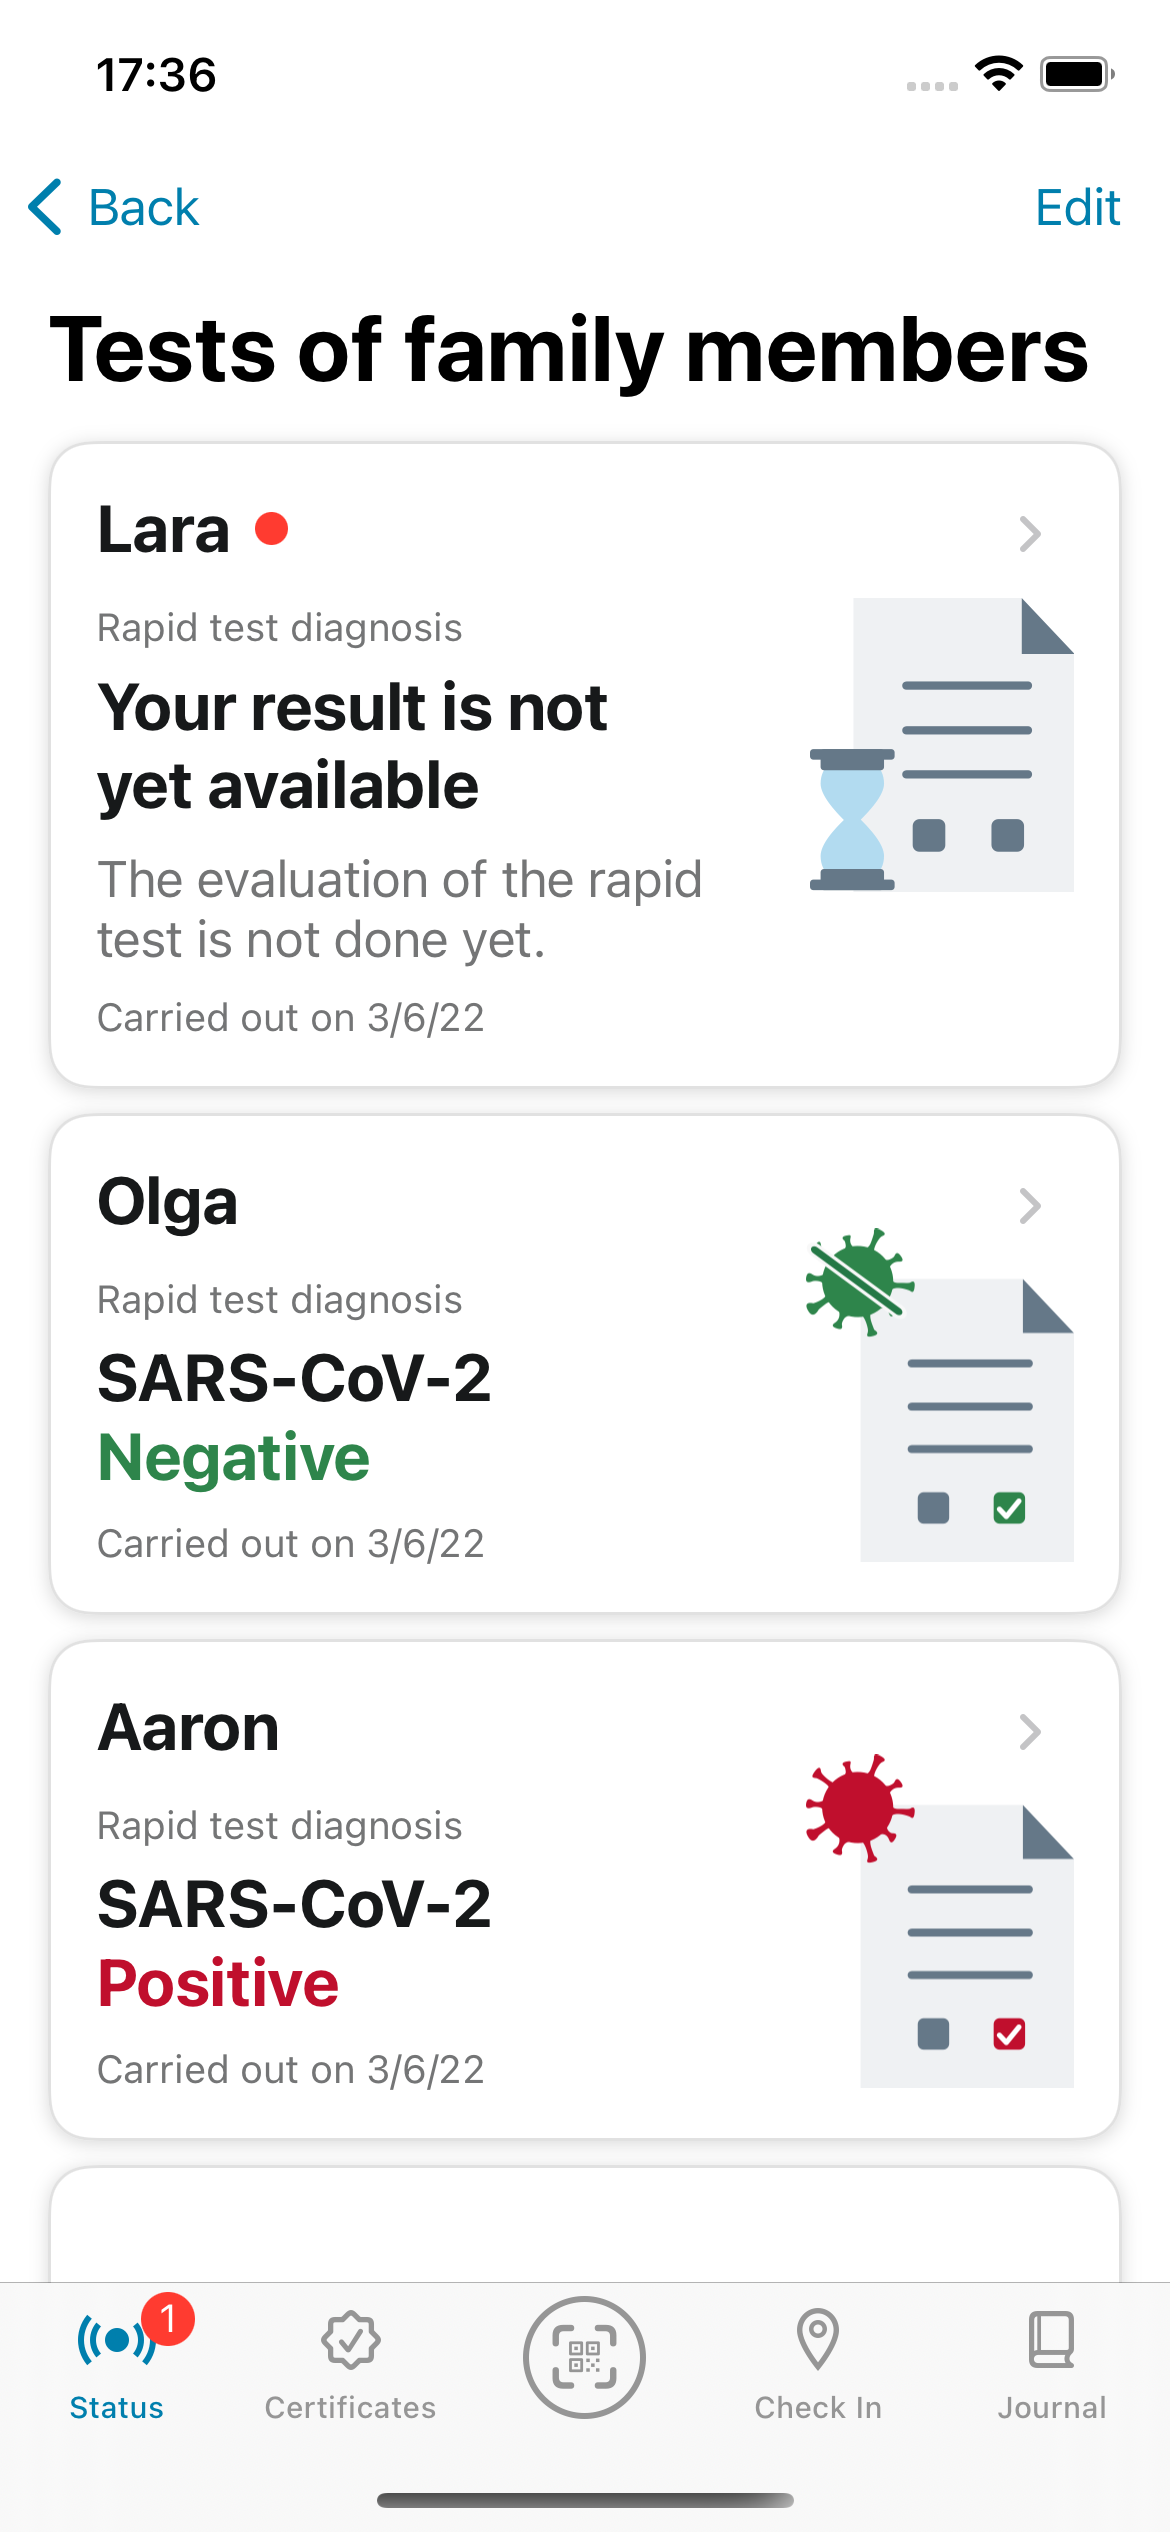 17:36
Back
Edit
Tests of family members
Lara
Rapid test diagnosis
Your result is not
yet available
The evaluation of the rapid
test is not done yet.
Carried out on 3/6/22
Olga
Rapid test diagnosis
SARS-CoV-2
Negative
Carried out on 3/6/22
Aaron
Rapid test diagnosis
SARS-CoV-2
Positive
Carried out on 3/6/22
1
Status
Certificates
Check In
Journal